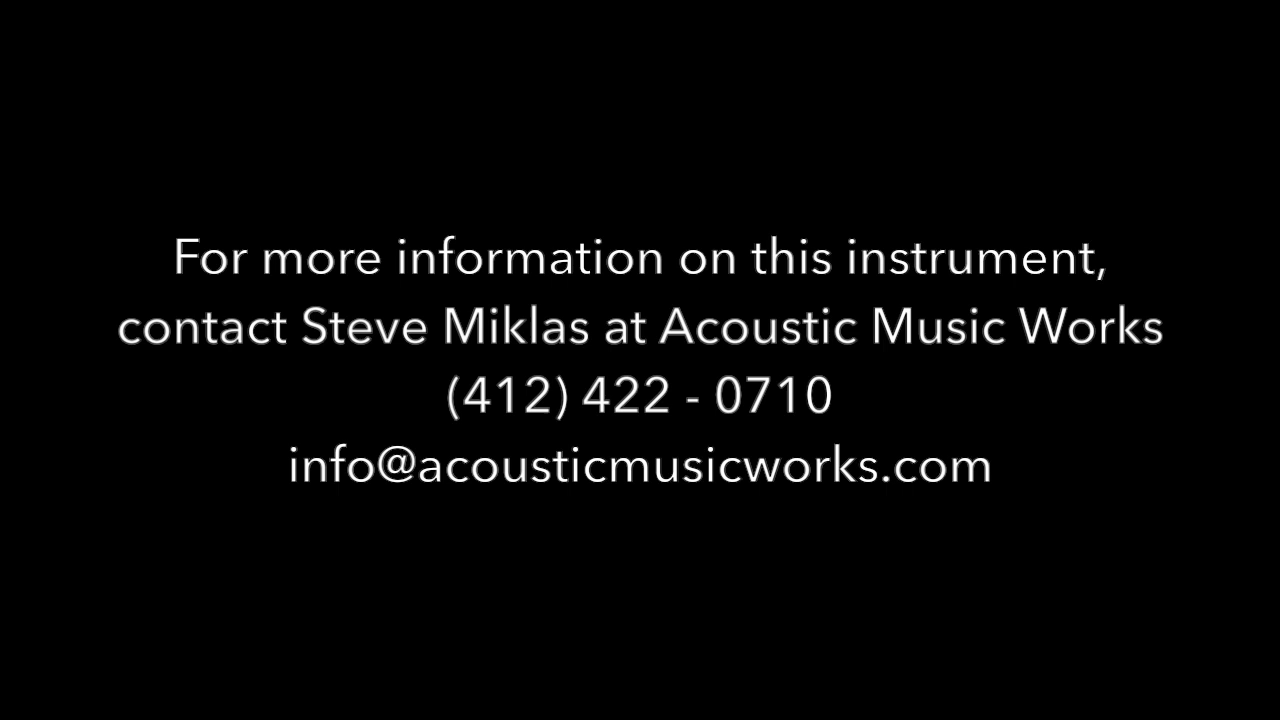 For more information on this instrument,
contact Steve Miklas at Acoustic Music Works
(412) 422 - 0710
info@acousticmusicworks.com